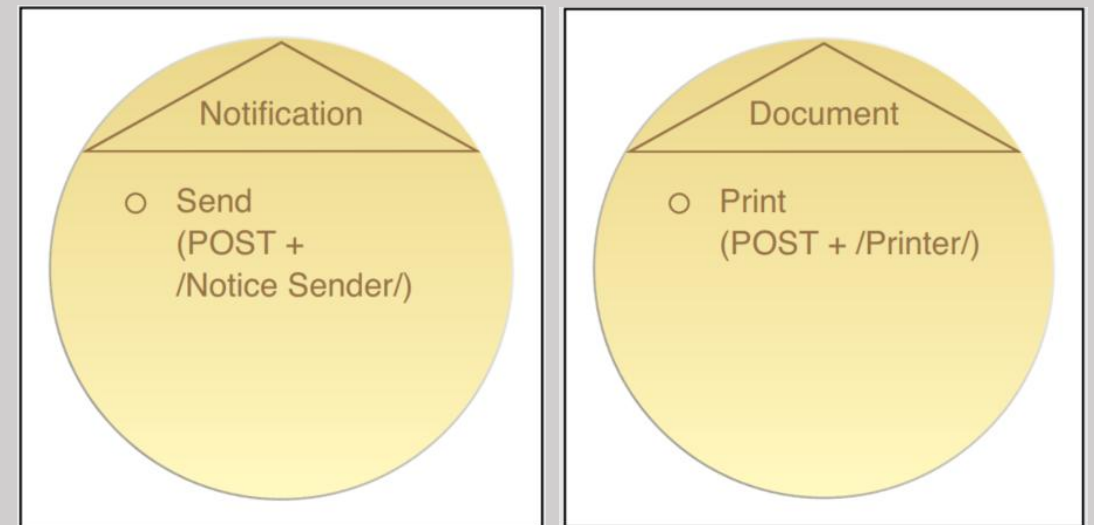 Notification
Send
(POST +
/Notice Sender/)
Document
Print
(POST + /Printer/)